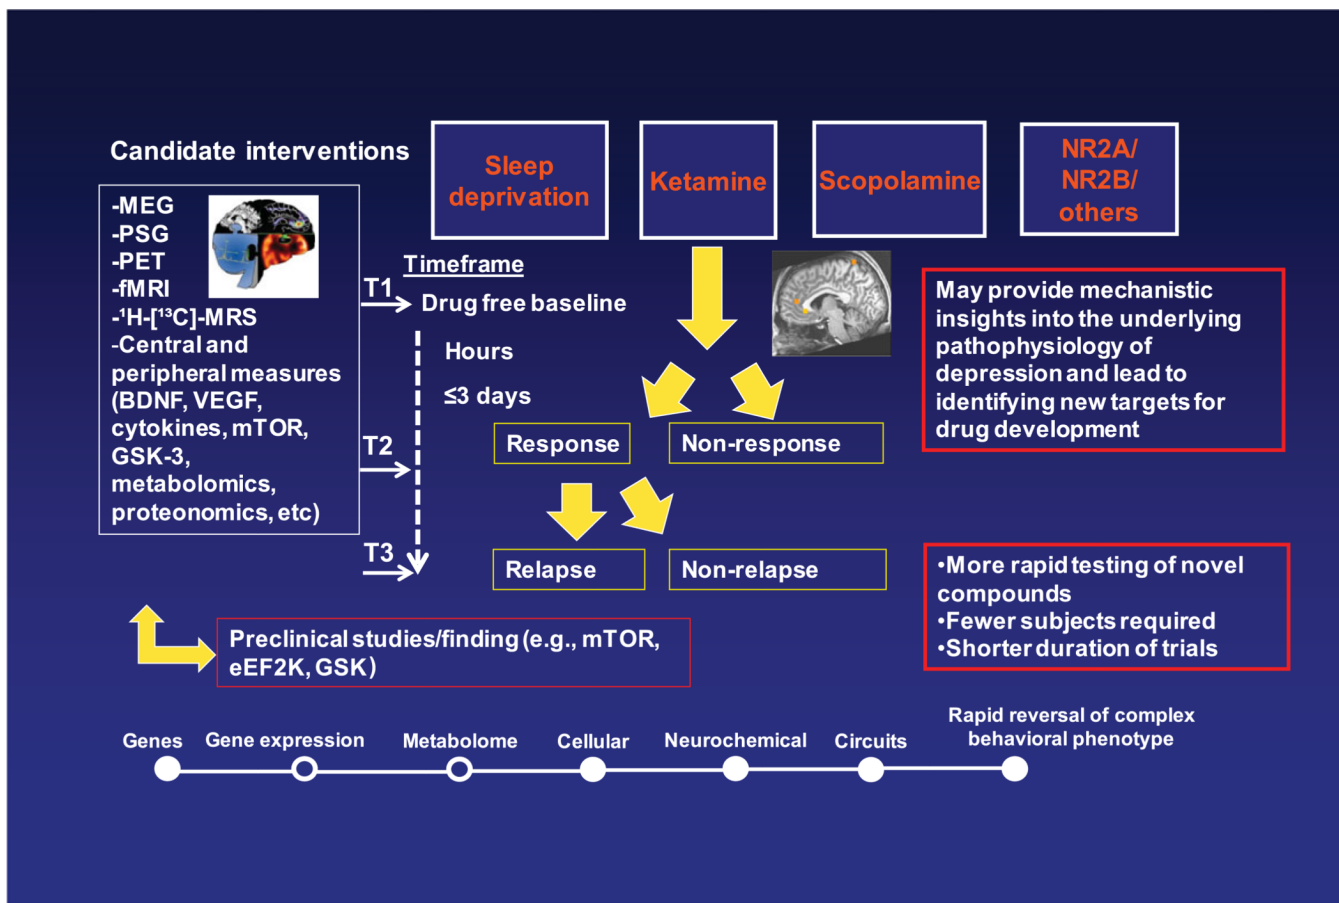 Candidate interventions
Sleep
deprivation
Ketamine
Scopolamine
NR2A/
NR2B/
others
-MEG
-PSG
-PET
-fMRI
-¹H-[¹³C]-MRS
-Central and
peripheral measures
(BDNF, VEGF,
cytokines, mTOR,
GSK-3,
metabolomics,
proteonomics, etc)
T1
T2
T3
Timeframe
Drug free baseline
Hours
≤3 days
Response
Non-response
Relapse
Non-relapse
May provide mechanistic
insights into the underlying
pathophysiology of
depression and lead to
identifying new targets for
drug development
•More rapid testing of novel
compounds
•Fewer subjects required
•Shorter duration of trials
Preclinical studies/finding (e.g., mTOR,
eEF2K, GSK)
Genes
Gene expression
Metabolome
Cellular
Neurochemical
Circuits
Rapid reversal of complex
behavioral phenotype